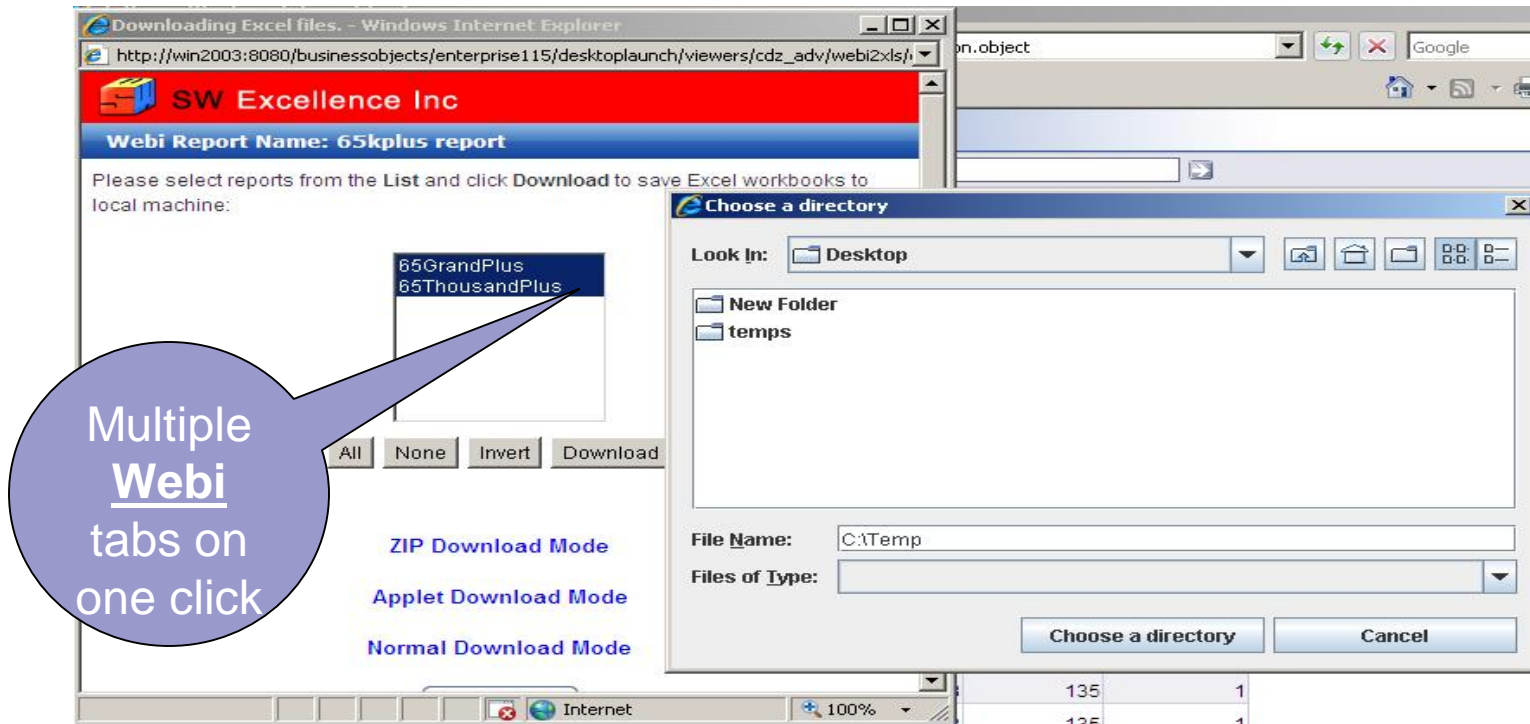 Downloading Excel files. - Windows Internet Explorer
http://win2003:8080/businessobjects/enterprise115/desktoplaunch/viewers/cdz_adv/webi2xls/
SW Excellence Inc
Webi Report Name: 65kplus report
Please select reports from the List and click Download to save Excel workbooks to
local machine:
65GrandPlus
65ThousandPlus
All None Invert Download
ZIP Download Mode
Applet Download Mode
Normal Download Mode
Internet 100%
Multiple
Webi
tabs on
one click
on.object
Google
Choose a directory
Look In: Desktop
New Folder
temps
File Name: C:\Temp
Files of Type:
Choose a directory Cancel
135 1
135 1